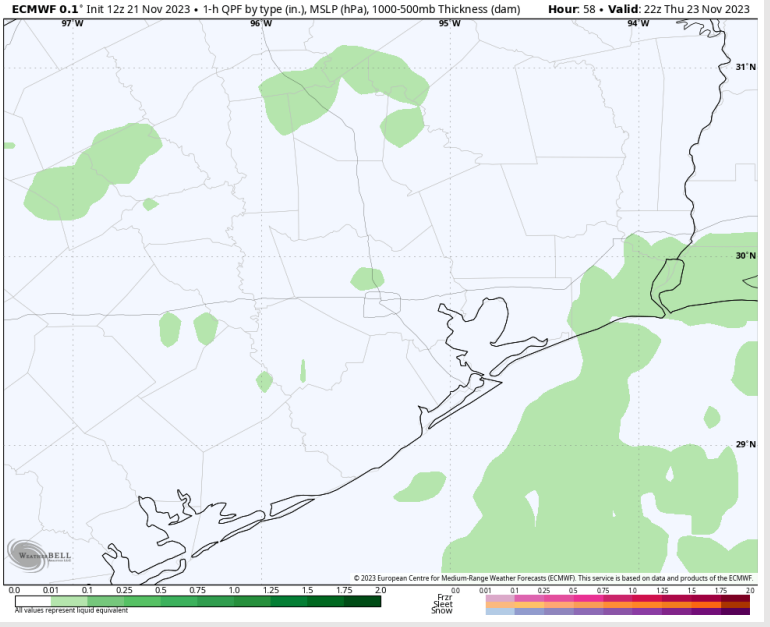 ECMWF 0.1° Init 12z 21 Nov 2023 • 1-h QPF by type (in.), MSLP (hPa), 1000-500mb Thickness (dam) Hour: 58 • Valid: 22z Thu 23 Nov 2023
97°W 96°W 95°W 94°W
31°N
30°N
29°N
WEATHERBELL
© 2023 European Centre for Medium-Range Weather Forecasts (ECMWF). This service is based on data and products of the ECMWF.
0.0 0.01 0.1 0.25 0.5 0.75 1.0 1.5 1.75 2.0
All values represent liquid equivalent
0.0 0.01 0.1 0.25 0.5 0.75 1.0 1.25 1.5 1.75 2.0
Frzr
Sleet
Snow